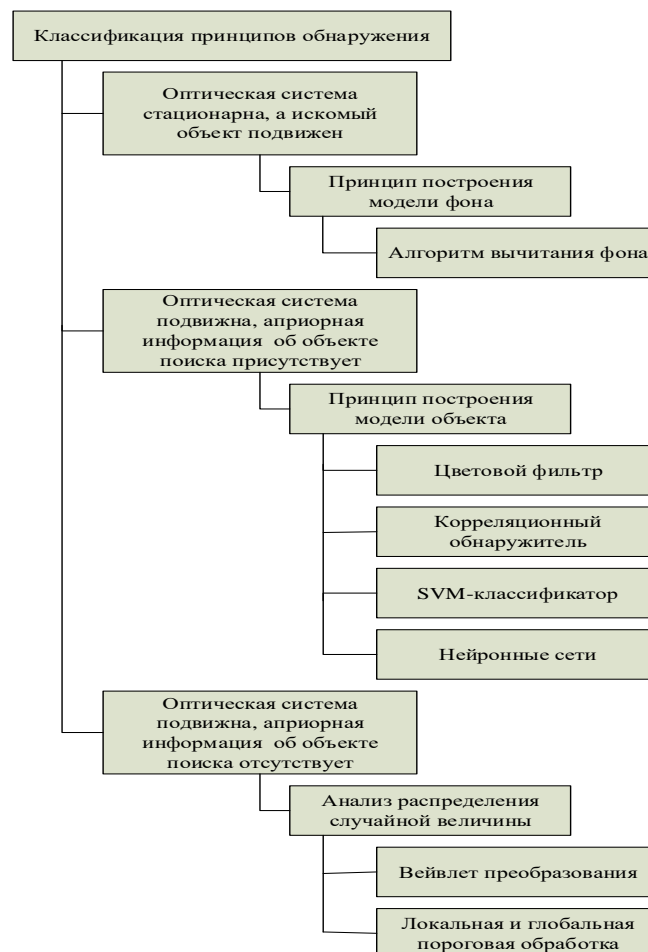 Классификация принципов обнаружения
Оптическая система
стационарна, а искомый
объект подвижен
Принцип построения
модели фона
Алгоритм вычитания фона
Оптическая система
подвижна, априорная
информация об объекте
поиска присутствует
Принцип построения
модели объекта
Цветовой фильтр
Корреляционный
обнаружитель
SVM-классификатор
Нейронные сети
Оптическая система
подвижна, априорная
информация об объекте
поиска отсутствует
Анализ распределения
случайной величины
Вейвлет преобразования
Локальная и глобальная
пороговая обработка